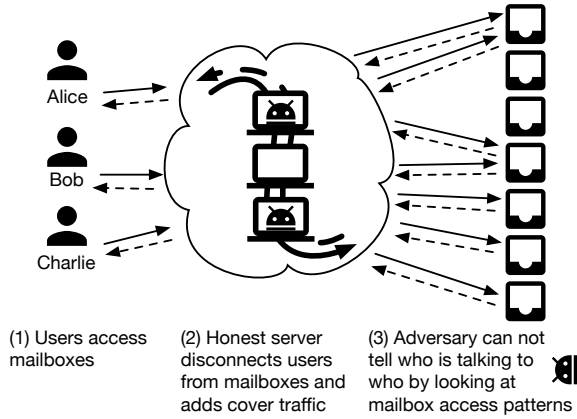 Alice
Bob
Charlie
(1) Users access
mailboxes
(2) Honest server
disconnects users
from mailboxes and
adds cover traffic
(3) Adversary can not
tell who is talking to
who by looking at
mailbox access patterns